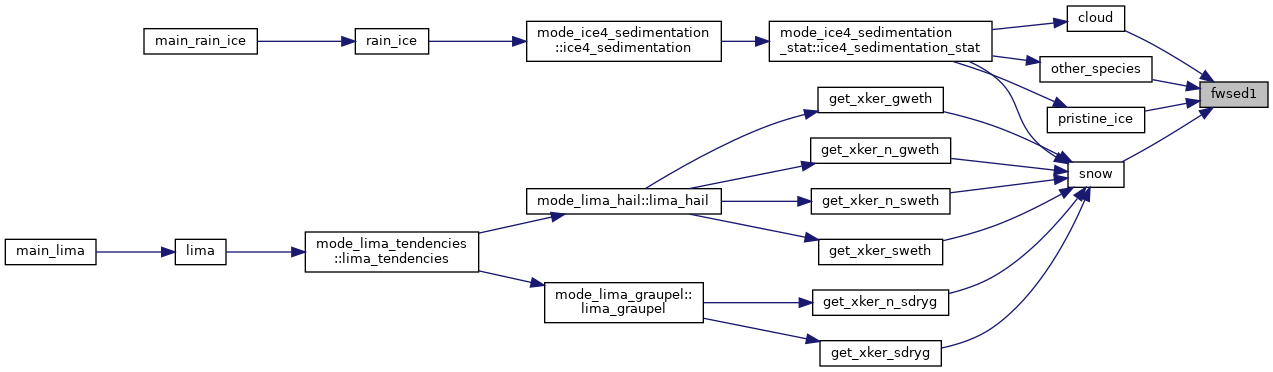 main_rain_ice
rain_ice
mode_ice4_sedimentation
::ice4_sedimentation
mode_ice4_sedimentation
_stat::ice4_sedimentation_stat
cloud
other_species
pristine_ice
fwsed1
get_xker_gweth
get_xker_n_gweth
snow
mode_lima_hail::lima_hail
get_xker_n_sweth
get_xker_sweth
main_lima
lima
mode_lima_tendencies
::lima_tendencies
mode_lima_graupel::
lima_graupel
get_xker_n_sdryg
get_xker_sdryg